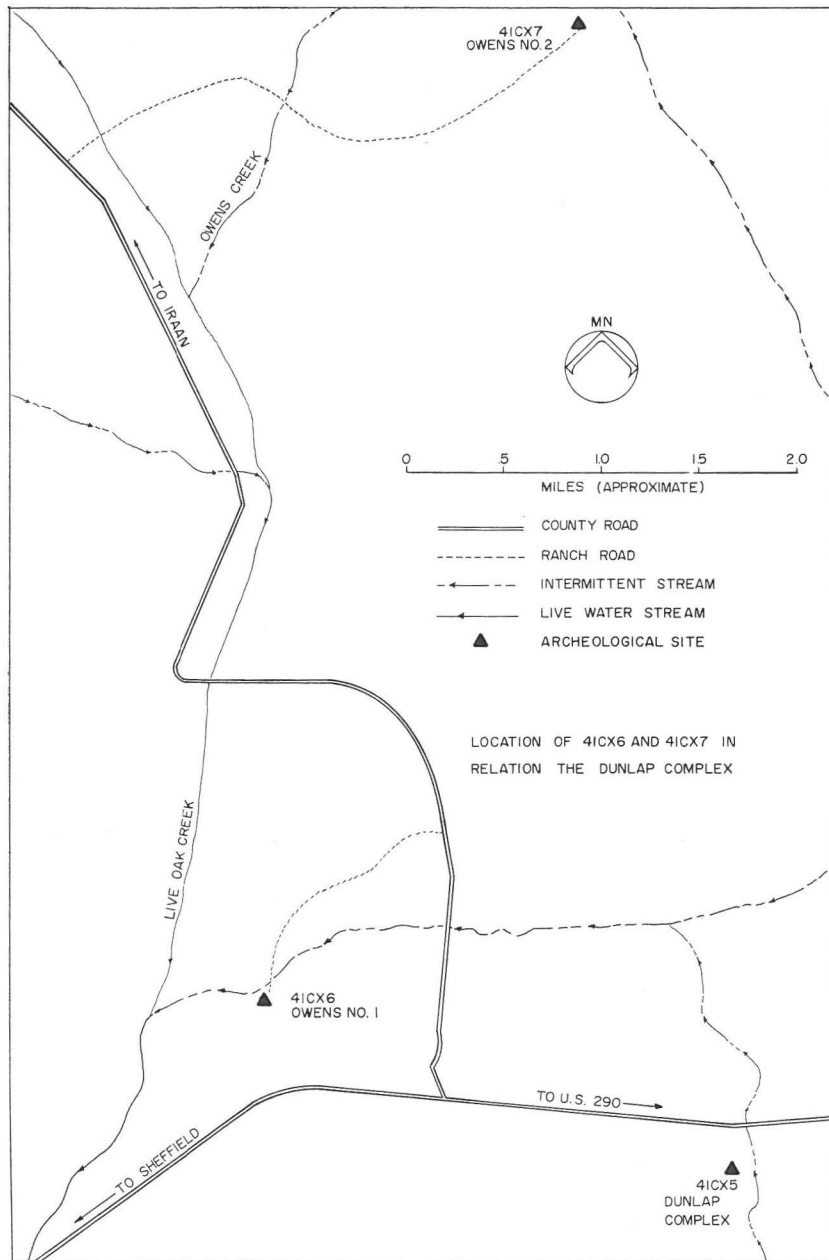 41CX7
OWENS NO. 2
OWENS CREEK
TO IRAAN
MN
0 .5 1.0 1.5 2.0
MILES (APPROXIMATE)
COUNTY ROAD
RANCH ROAD
INTERMITTENT STREAM
LIVE WATER STREAM
ARCHEOLOGICAL SITE
LOCATION OF 41CX6 AND 41CX7 IN
RELATION THE DUNLAP COMPLEX
LIVE OAK CREEK
41CX6
OWENS NO. 1
TO U.S. 290
TO SHEFFIELD
41CX5
DUNLAP
COMPLEX